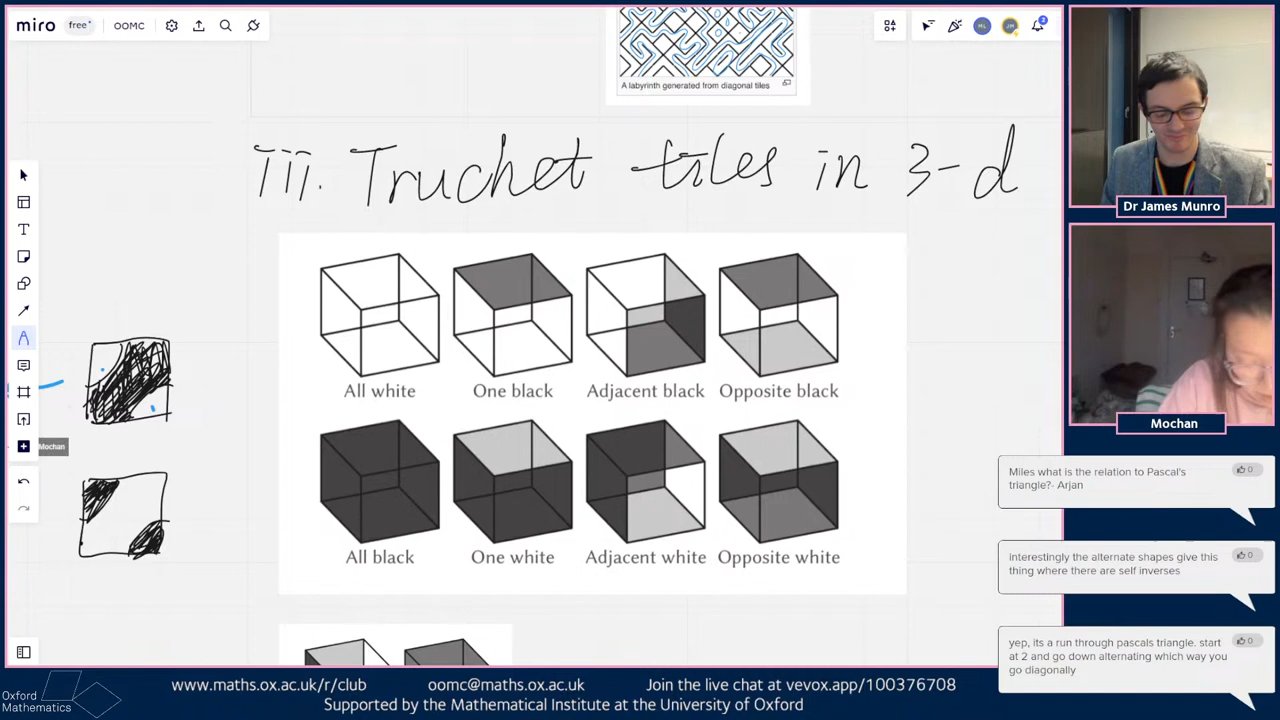 miro free OOMC
2
ML JM
A labyrinth generated from diagonal tiles
iii. Truchet tiles in 3-d
All white One black Adjacent black Opposite black
All black One white Adjacent white Opposite white
Mochan
Dr James Munro
Mochan
Miles what is the relation to Pascal's
triangle?- Arjan
0
interestingly the alternate shapes give this
thing where there are self inverses
0
yep, its a run through pascals triangle. start
at 2 and go down alternating which way you
go diagonally
0
Oxford
Mathematics
www.maths.ox.ac.uk/r/club oomc@maths.ox.ac.uk Join the live chat at vevox.app/100376708
Supported by the Mathematical Institute at the University of Oxford